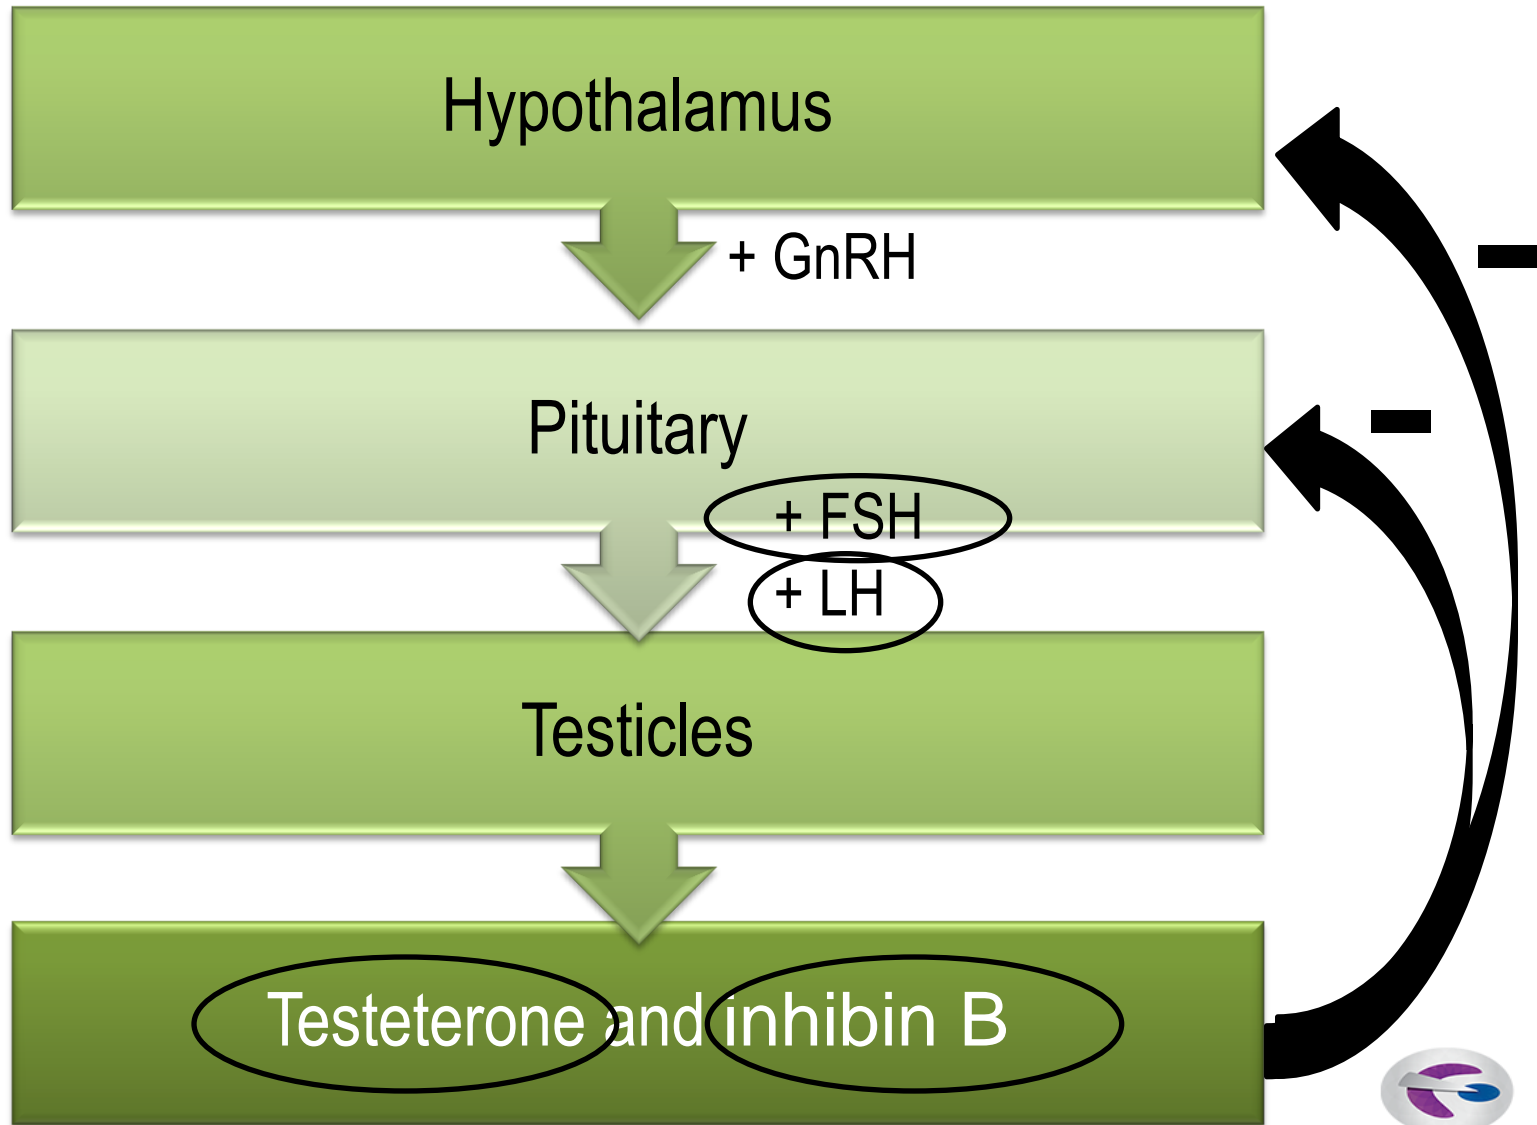 Hypothalamus
+ GnRH
Pituitary
+ FSH
+ LH
Testicles
Testeterone and inhibin B